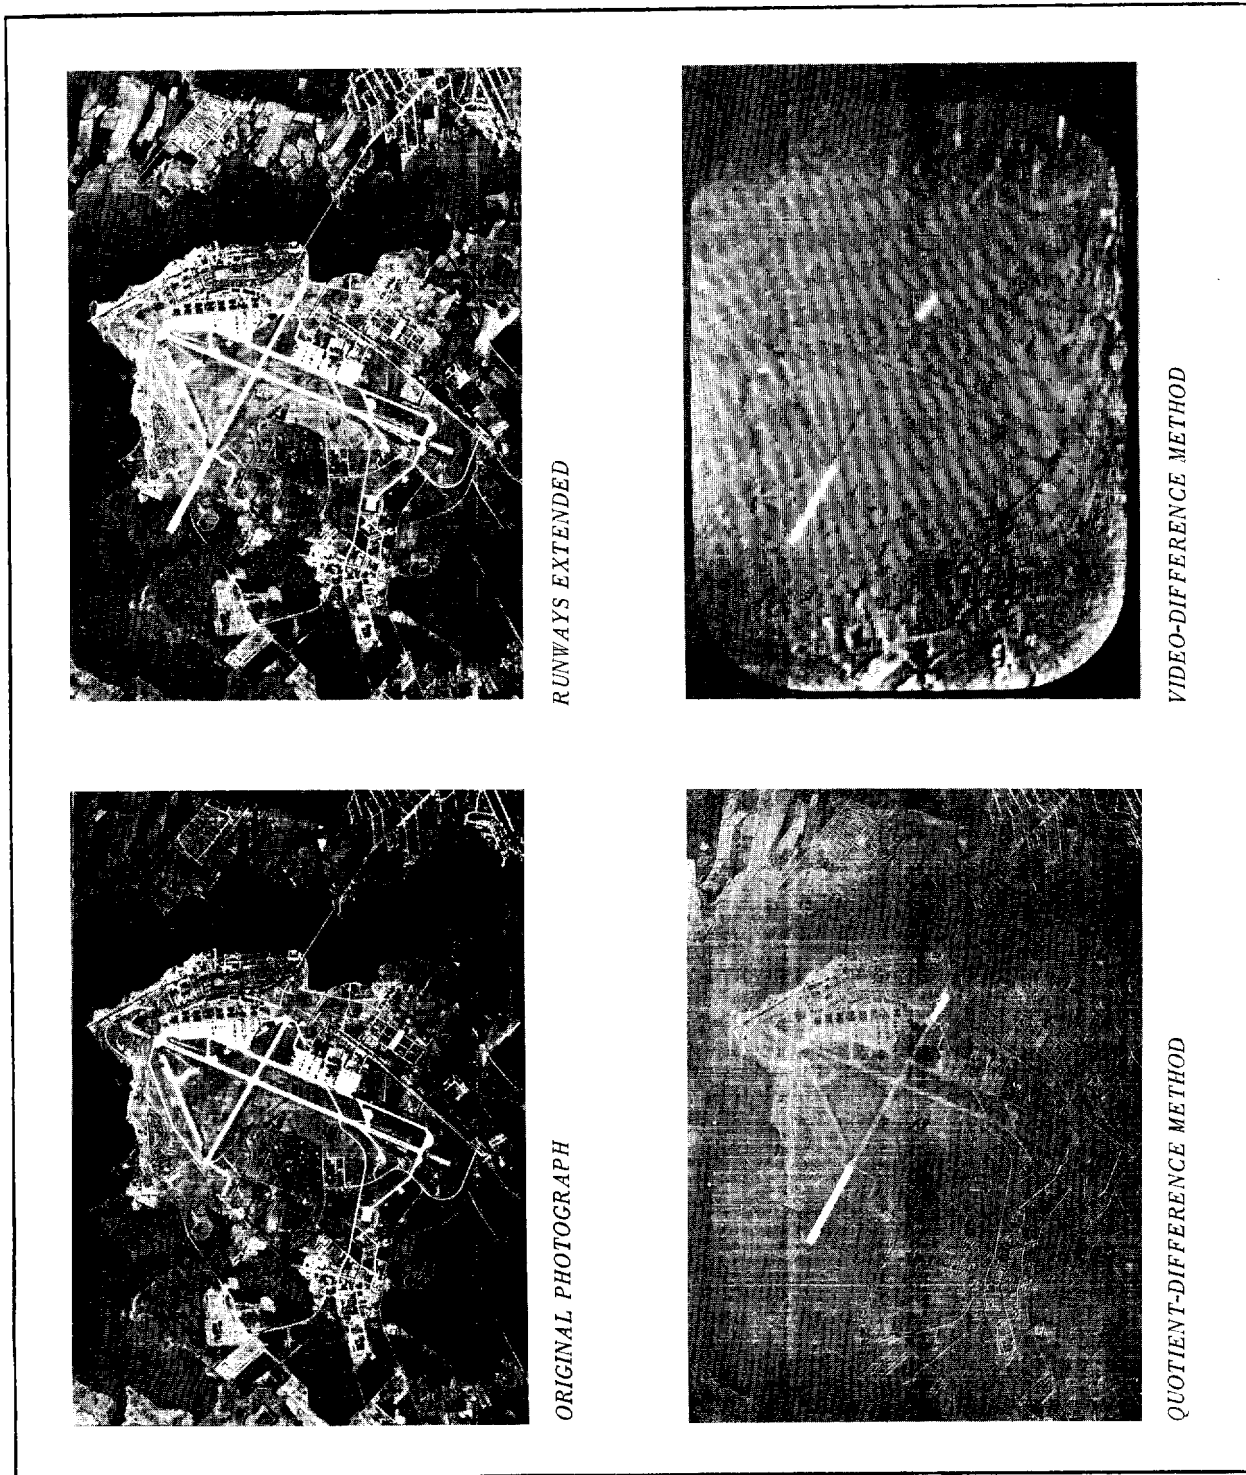 ORIGINAL PHOTOGRAPH
RUNWAYS EXTENDED
QUOTIENT-DIFFERENCE METHOD
VIDEO-DIFFERENCE METHOD